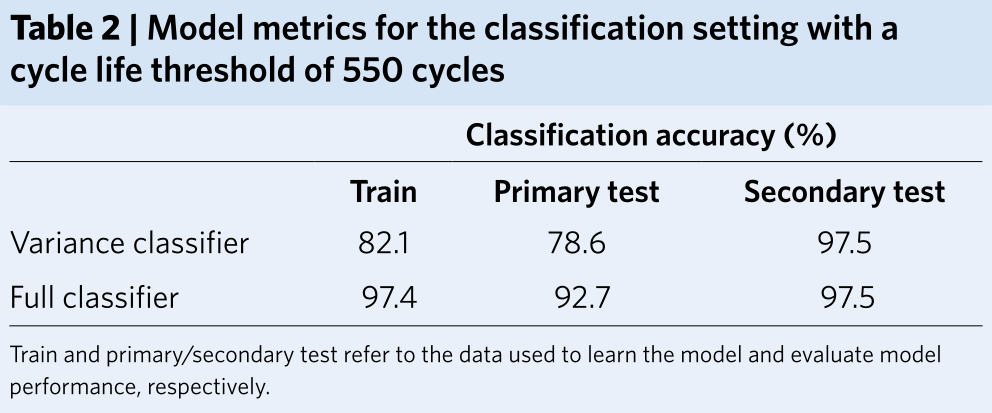 Table 2 | Model metrics for the classification setting with a
cycle life threshold of 550 cycles
Classification accuracy (%)
Train Primary test Secondary test
Variance classifier 82.1 78.6 97.5
Full classifier 97.4 92.7 97.5
Train and primary/secondary test refer to the data used to learn the model and evaluate model
performance, respectively.